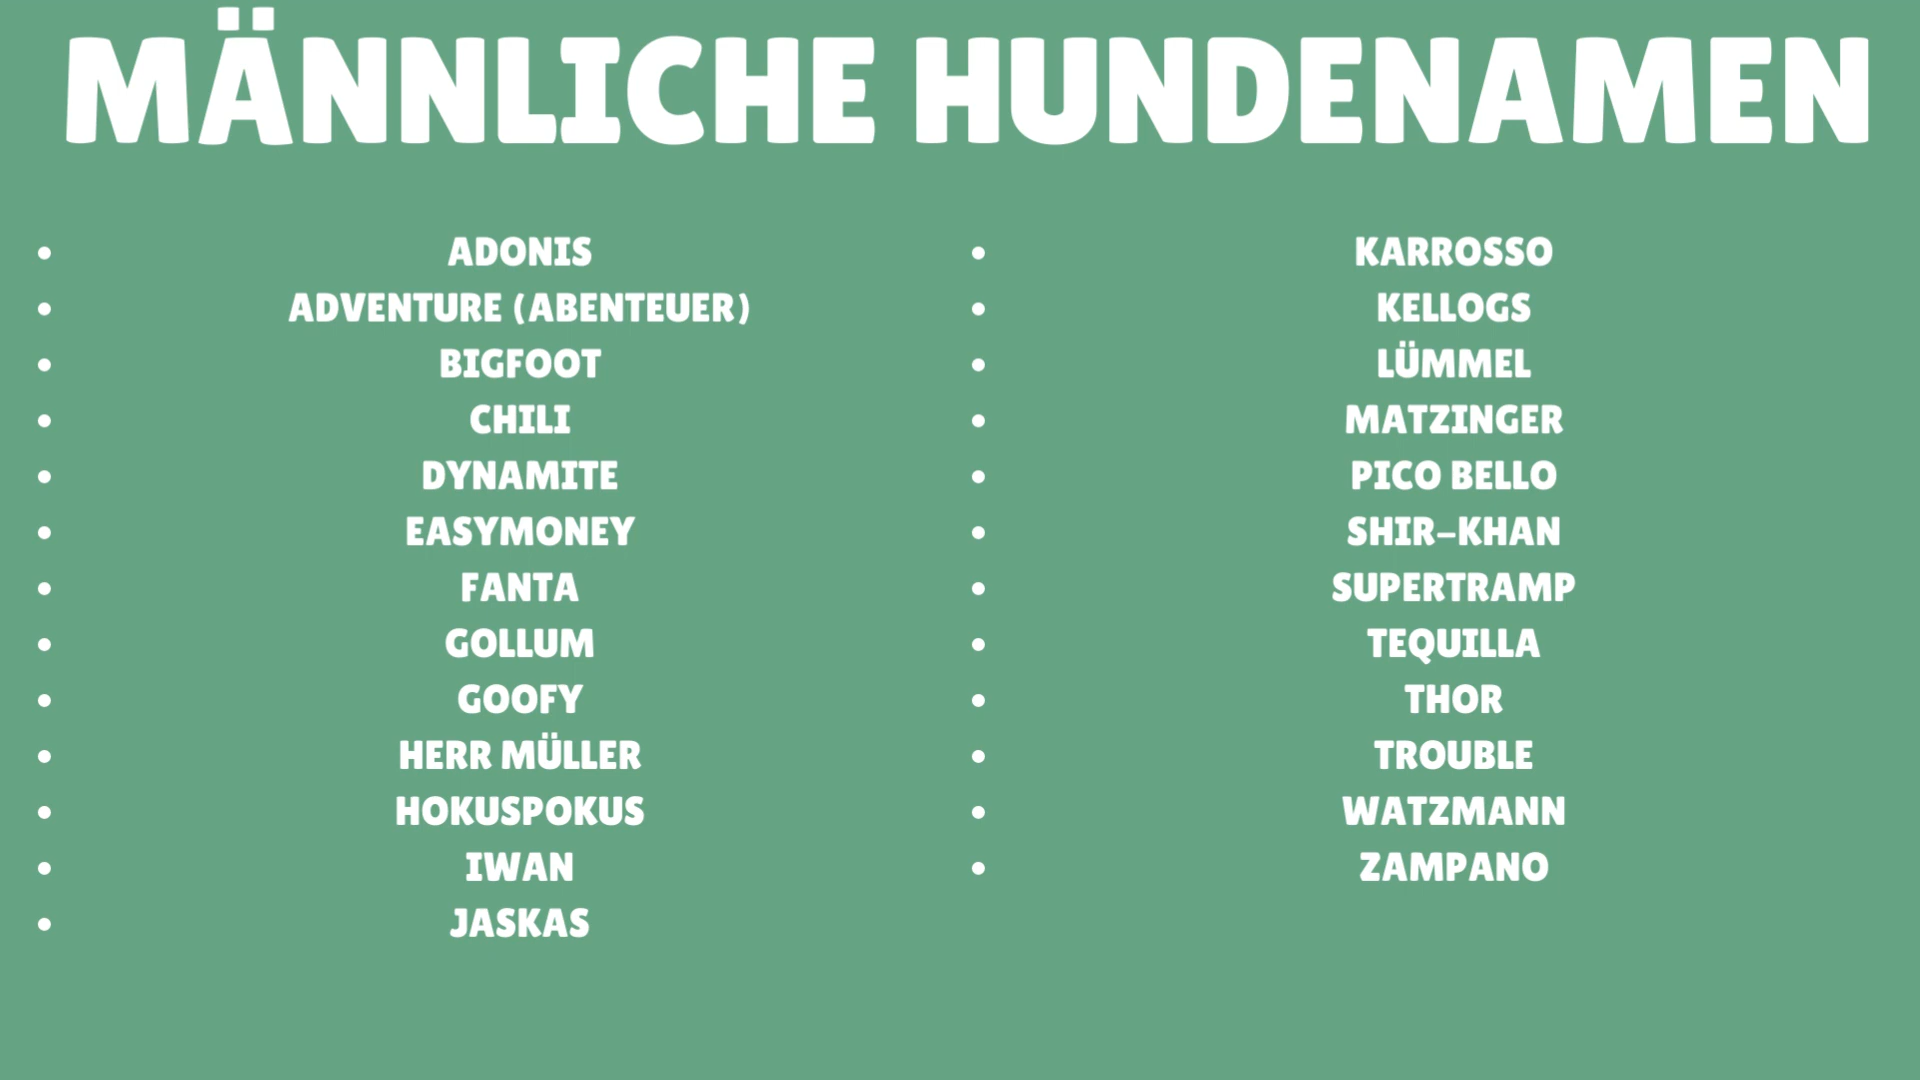 MÄNNLICHE HUNDENAMEN
• ADONIS
• ADVENTURE (ABENTEUER)
• BIGFOOT
• CHILI
• DYNAMITE
• EASYMONEY
• FANTA
• GOLLUM
• GOOFY
• HERR MÜLLER
• HOKUSPOKUS
• IWAN
• JASKAS
• KARROSSO
• KELLOGS
• LÜMMEL
• MATZINGER
• PICO BELLO
• SHIR-KHAN
• SUPERTRAMP
• TEQUILLA
• THOR
• TROUBLE
• WATZMANN
• ZAMPANO